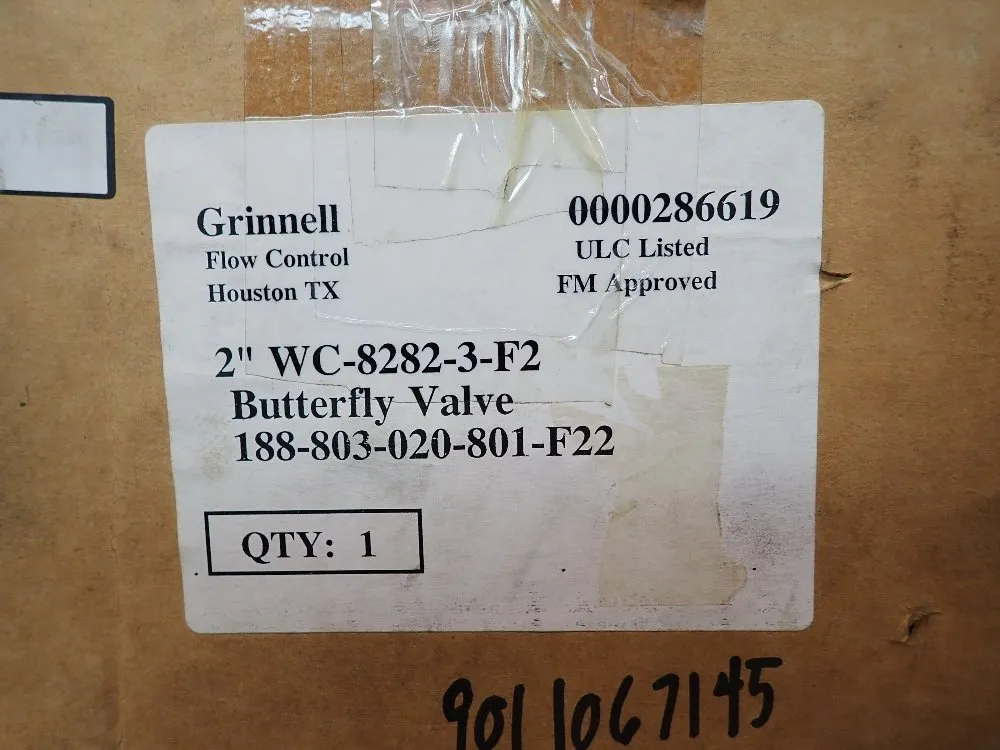 Grinnell
Flow Control
Houston TX
0000286619
ULC Listed
FM Approved
2" WC-8282-3-F2
Butterfly Valve
188-803-020-801-F22
QTY: 1
9011067145